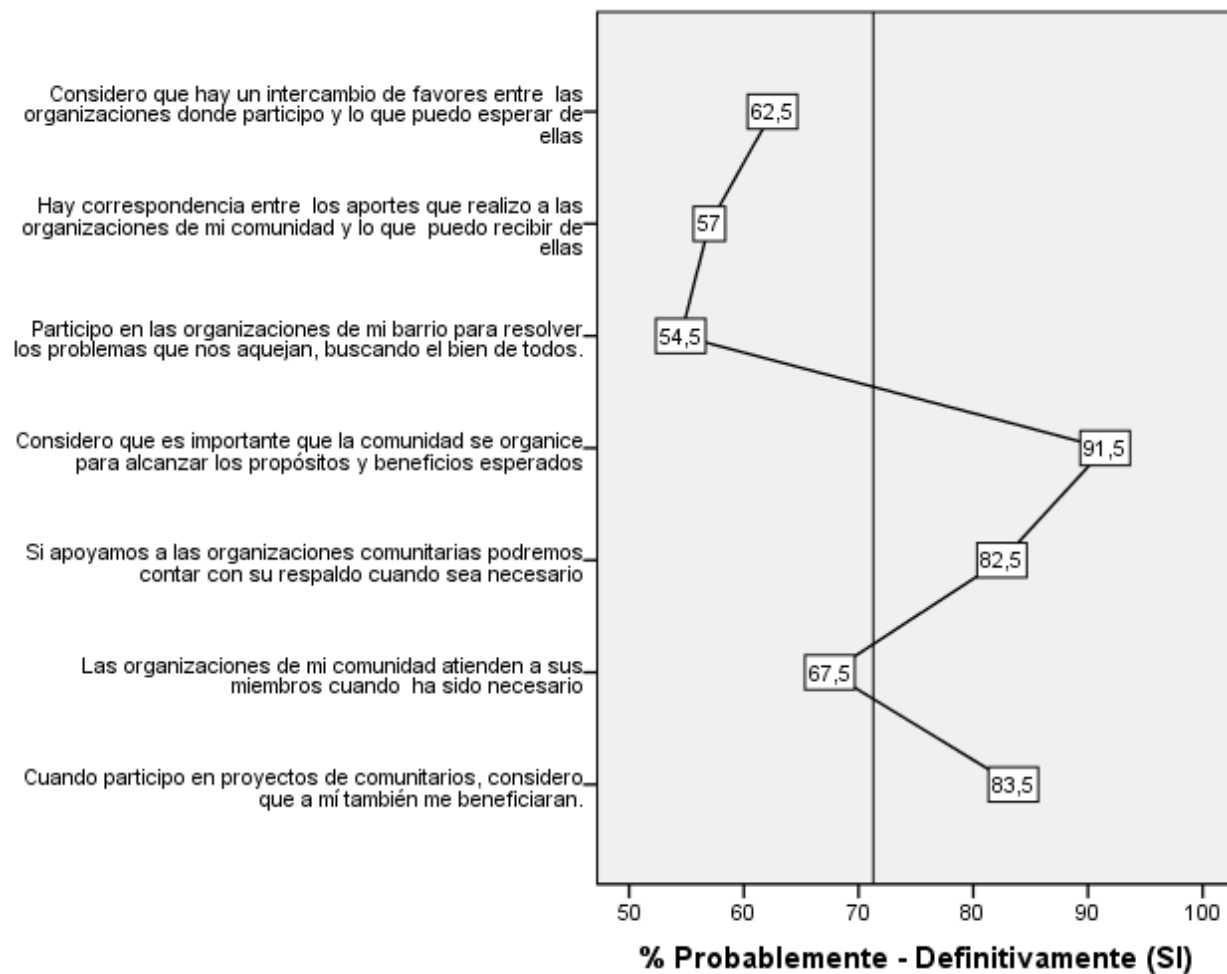 Considero que hay un intercambio de favores entre las
organizaciones donde participo y lo que puedo esperar de
ellas
62,5
Hay correspondencia entre los aportes que realizo a las
organizaciones de mi comunidad y lo que puedo recibir de
ellas
57
Participo en las organizaciones de mi barrio para resolver
los problemas que nos aquejan, buscando el bien de todos.
54,5
Considero que es importante que la comunidad se organice
para alcanzar los propósitos y beneficios esperados
91,5
Si apoyamos a las organizaciones comunitarias podremos
contar con su respaldo cuando sea necesario
82,5
Las organizaciones de mi comunidad atienden a sus
miembros cuando ha sido necesario
67,5
Cuando participo en proyectos de comunitarios, considero
que a mí también me beneficiaran.
83,5
50 60 70 80 90 100
% Probablemente - Definitivamente (SI)